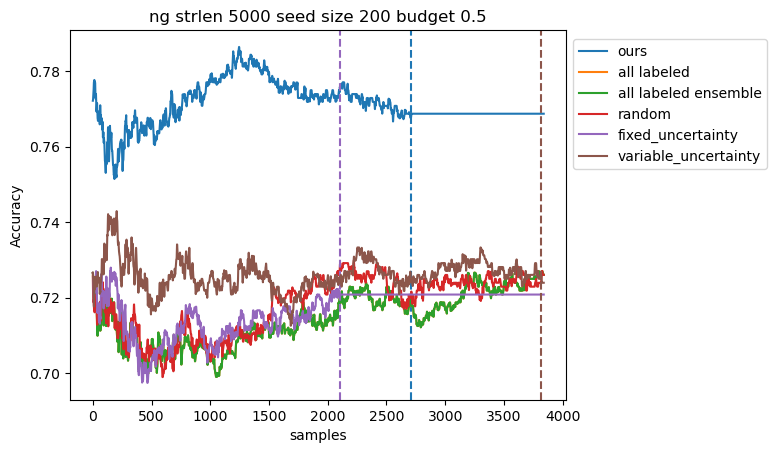 ng strlen 5000 seed size 200 budget 0.5
ours
all labeled
all labeled ensemble
random
fixed_uncertainty
variable_uncertainty
Accuracy
0.78
0.76
0.74
0.72
0.70
0 500 1000 1500 2000 2500 3000 3500 4000
samples